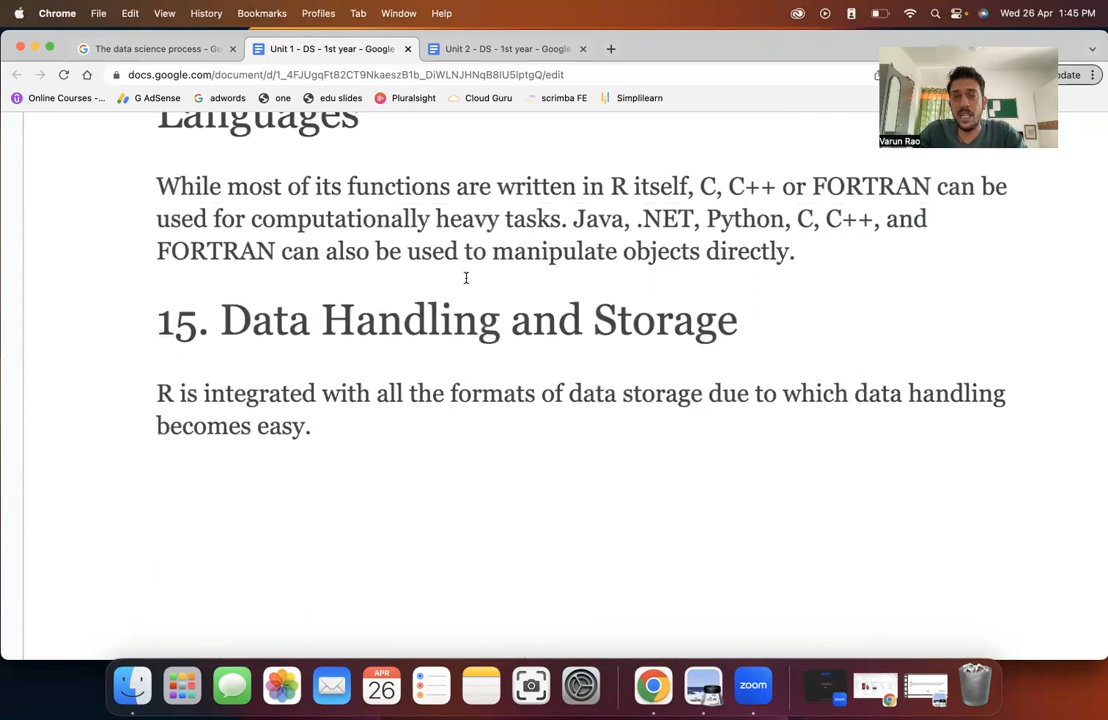 Chrome File Edit View History Bookmarks Profiles Tab Window Help Wed 26 Apr 1:45 PM
The data science process - Go Unit 1 - DS - 1st year - Google Unit 2 - DS - 1st year - Google
docs.google.com/document/d/1_4FJUgqFt82CT9NkaeszB1b_DiWLNJHNqB8IU5lptgQ/edit
Online Courses -... G AdSense adwords one edu slides Pluralsight Cloud Guru scrimba FE Simplilearn
Varun Rao
Languages
While most of its functions are written in R itself, C, C++ or FORTRAN can be
used for computationally heavy tasks. Java, .NET, Python, C, C++, and
FORTRAN can also be used to manipulate objects directly.
15. Data Handling and Storage
R is integrated with all the formats of data storage due to which data handling
becomes easy.
APR
26
zoom